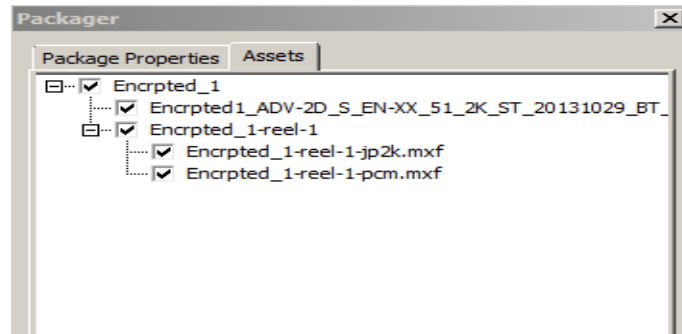 Packager
Package Properties Assets
Encrpted_1
Encrpted1_ADV-2D_S_EN-XX_51_2K_ST_20131029_BT_
Encrpted_1-reel-1
Encrpted_1-reel-1-jp2k.mxf
Encrpted_1-reel-1-pcm.mxf